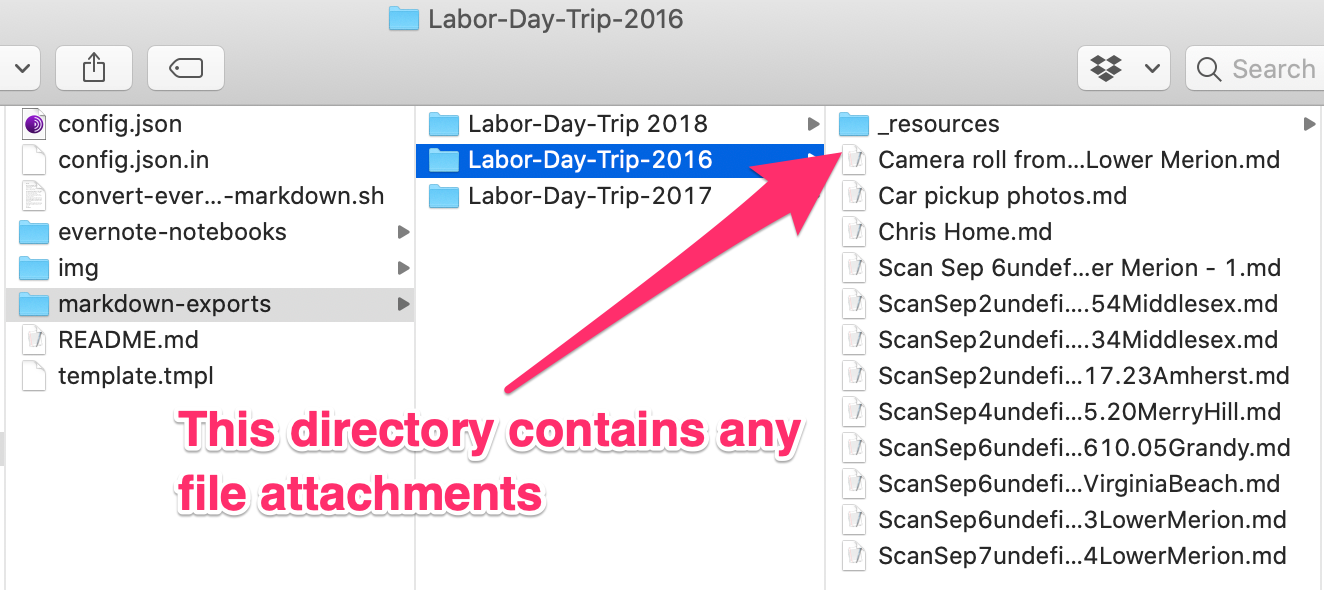 Labor-Day-Trip-2016
Search
config.json
config.json.in
convert-ever...-markdown.sh
evernote-notebooks
img
markdown-exports
README.md
template.tmpl
Labor-Day-Trip 2018
Labor-Day-Trip-2016
Labor-Day-Trip-2017
_resources
Camera roll from...Lower Merion.md
Car pickup photos.md
Chris Home.md
Scan Sep 6undef...er Merion - 1.md
ScanSep2undefi....54Middlesex.md
ScanSep2undefi....34Middlesex.md
ScanSep2undefi...17.23Amherst.md
ScanSep4undefi...5.20MerryHill.md
ScanSep6undefi...610.05Grandy.md
ScanSep6undefi...VirginiaBeach.md
ScanSep6undefi...3LowerMerion.md
ScanSep7undefi...4LowerMerion.md
This directory contains any
file attachments